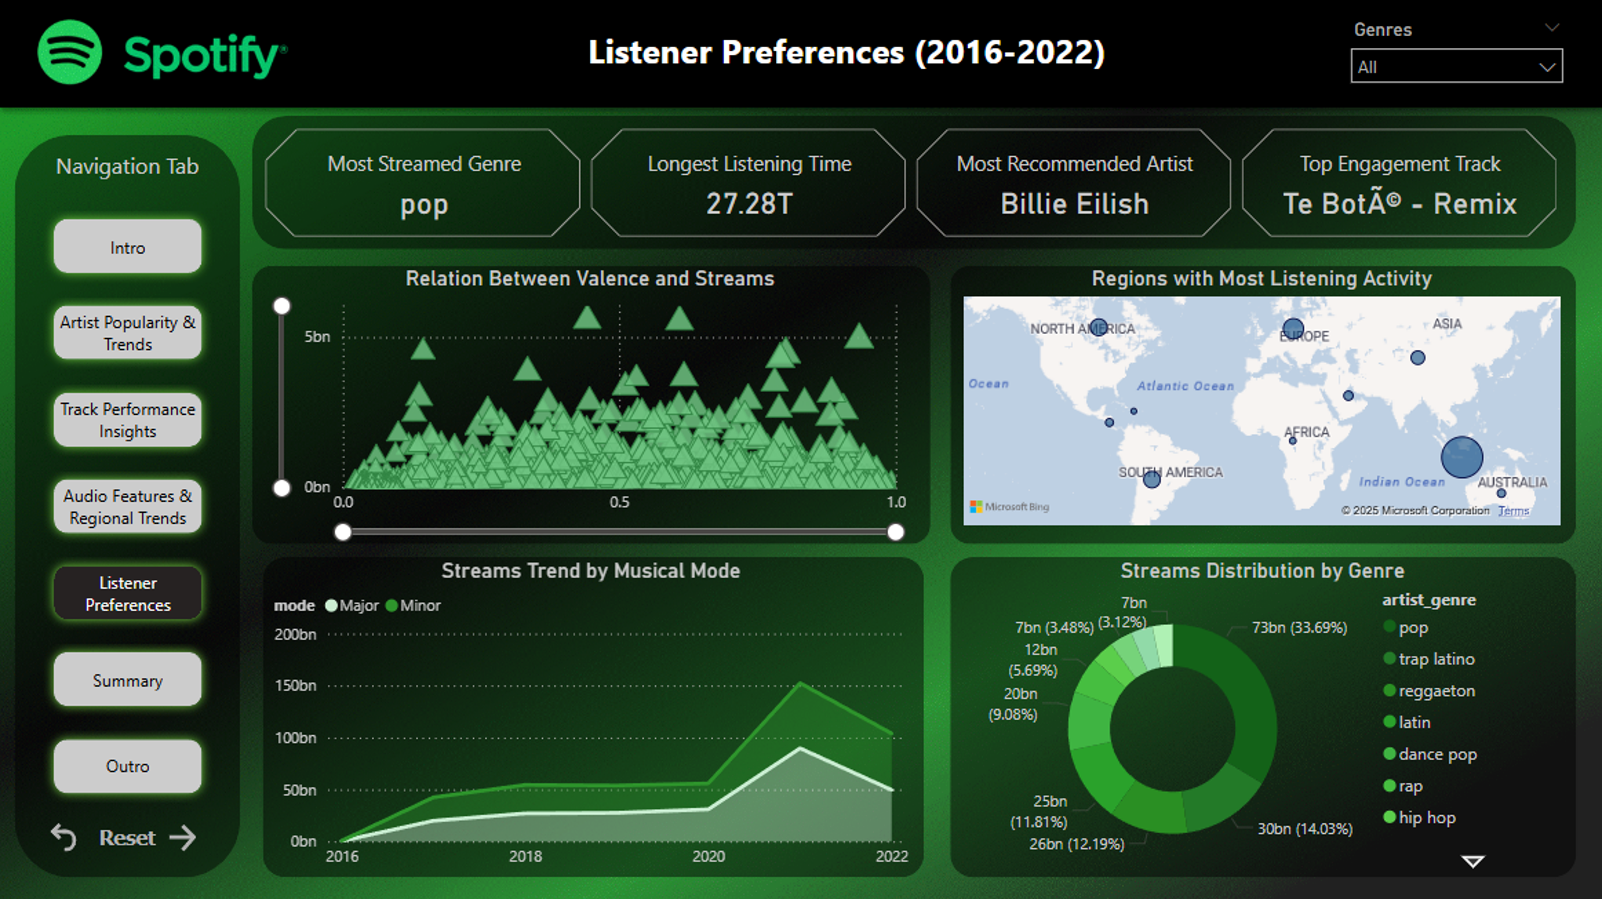 Spotify®
Listener Preferences (2016-2022)
Genres
All
Navigation Tab
Intro
Artist Popularity &
Trends
Track Performance
Insights
Audio Features &
Regional Trends
Listener
Preferences
Summary
Outro
Reset
Most Streamed Genre
pop
Longest Listening Time
27.28T
Most Recommended Artist
Billie Eilish
Top Engagement Track
Te BotÃ© - Remix
Relation Between Valence and Streams
5bn
0bn
0.0
0.5
1.0
Regions with Most Listening Activity
NORTH AMERICA
EUROPE
ASIA
Ocean
Atlantic Ocean
AFRICA
SOUTH AMERICA
Indian Ocean
AUSTRALIA
Microsoft Bing
© 2025 Microsoft Corporation Terms
Streams Trend by Musical Mode
mode Major Minor
200bn
150bn
100bn
50bn
0bn
2016
2018
2020
2022
Streams Distribution by Genre
7bn
(3.12%)
7bn (3.48%)
12bn
(5.69%)
20bn
(9.08%)
25bn
(11.81%)
26bn (12.19%)
30bn (14.03%)
73bn (33.69%)
artist_genre
pop
trap latino
reggaeton
latin
dance pop
rap
hip hop